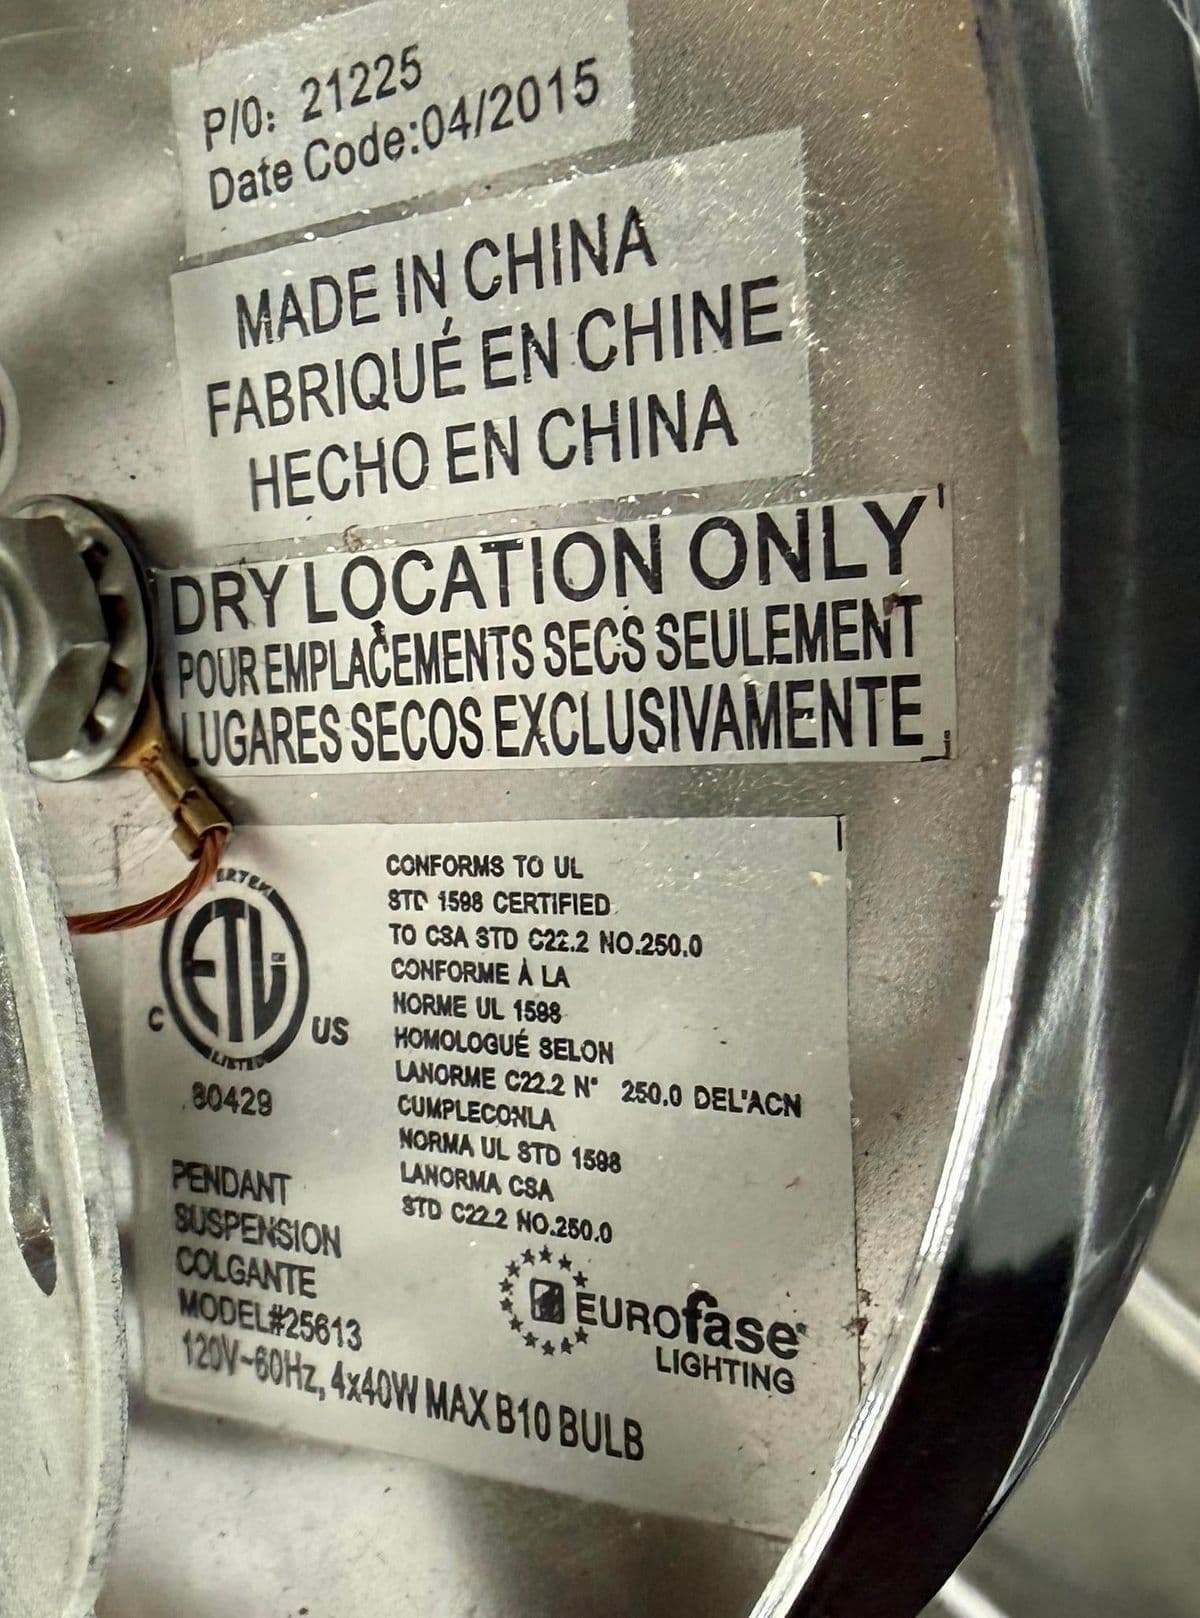 P/O: 21225
Date Code:04/2015
MADE IN CHINA
FABRIQUÉ EN CHINE
HECHO EN CHINA
DRY LOCATION ONLY
POUR EMPLACEMENTS SECS SEULEMENT
LUGARES SECOS EXCLUSIVAMENTE
ETL
LISTED
C
US
80429
CONFORMS TO UL
STD 1598 CERTIFIED
TO CSA STD C22.2 NO.250.0
CONFORME À LA
NORME UL 1598
HOMOLOGUÉ SELON
LANORME C22.2 N° 250.0 DEL'ACN
CUMPLECONLA
NORMA UL STD 1598
LANORMA CSA
STD C22.2 NO.250.0
PENDANT
SUSPENSION
COLGANTE
MODEL#25613
120V~60Hz, 4x40W MAX B10 BULB
EUROfase®
LIGHTING